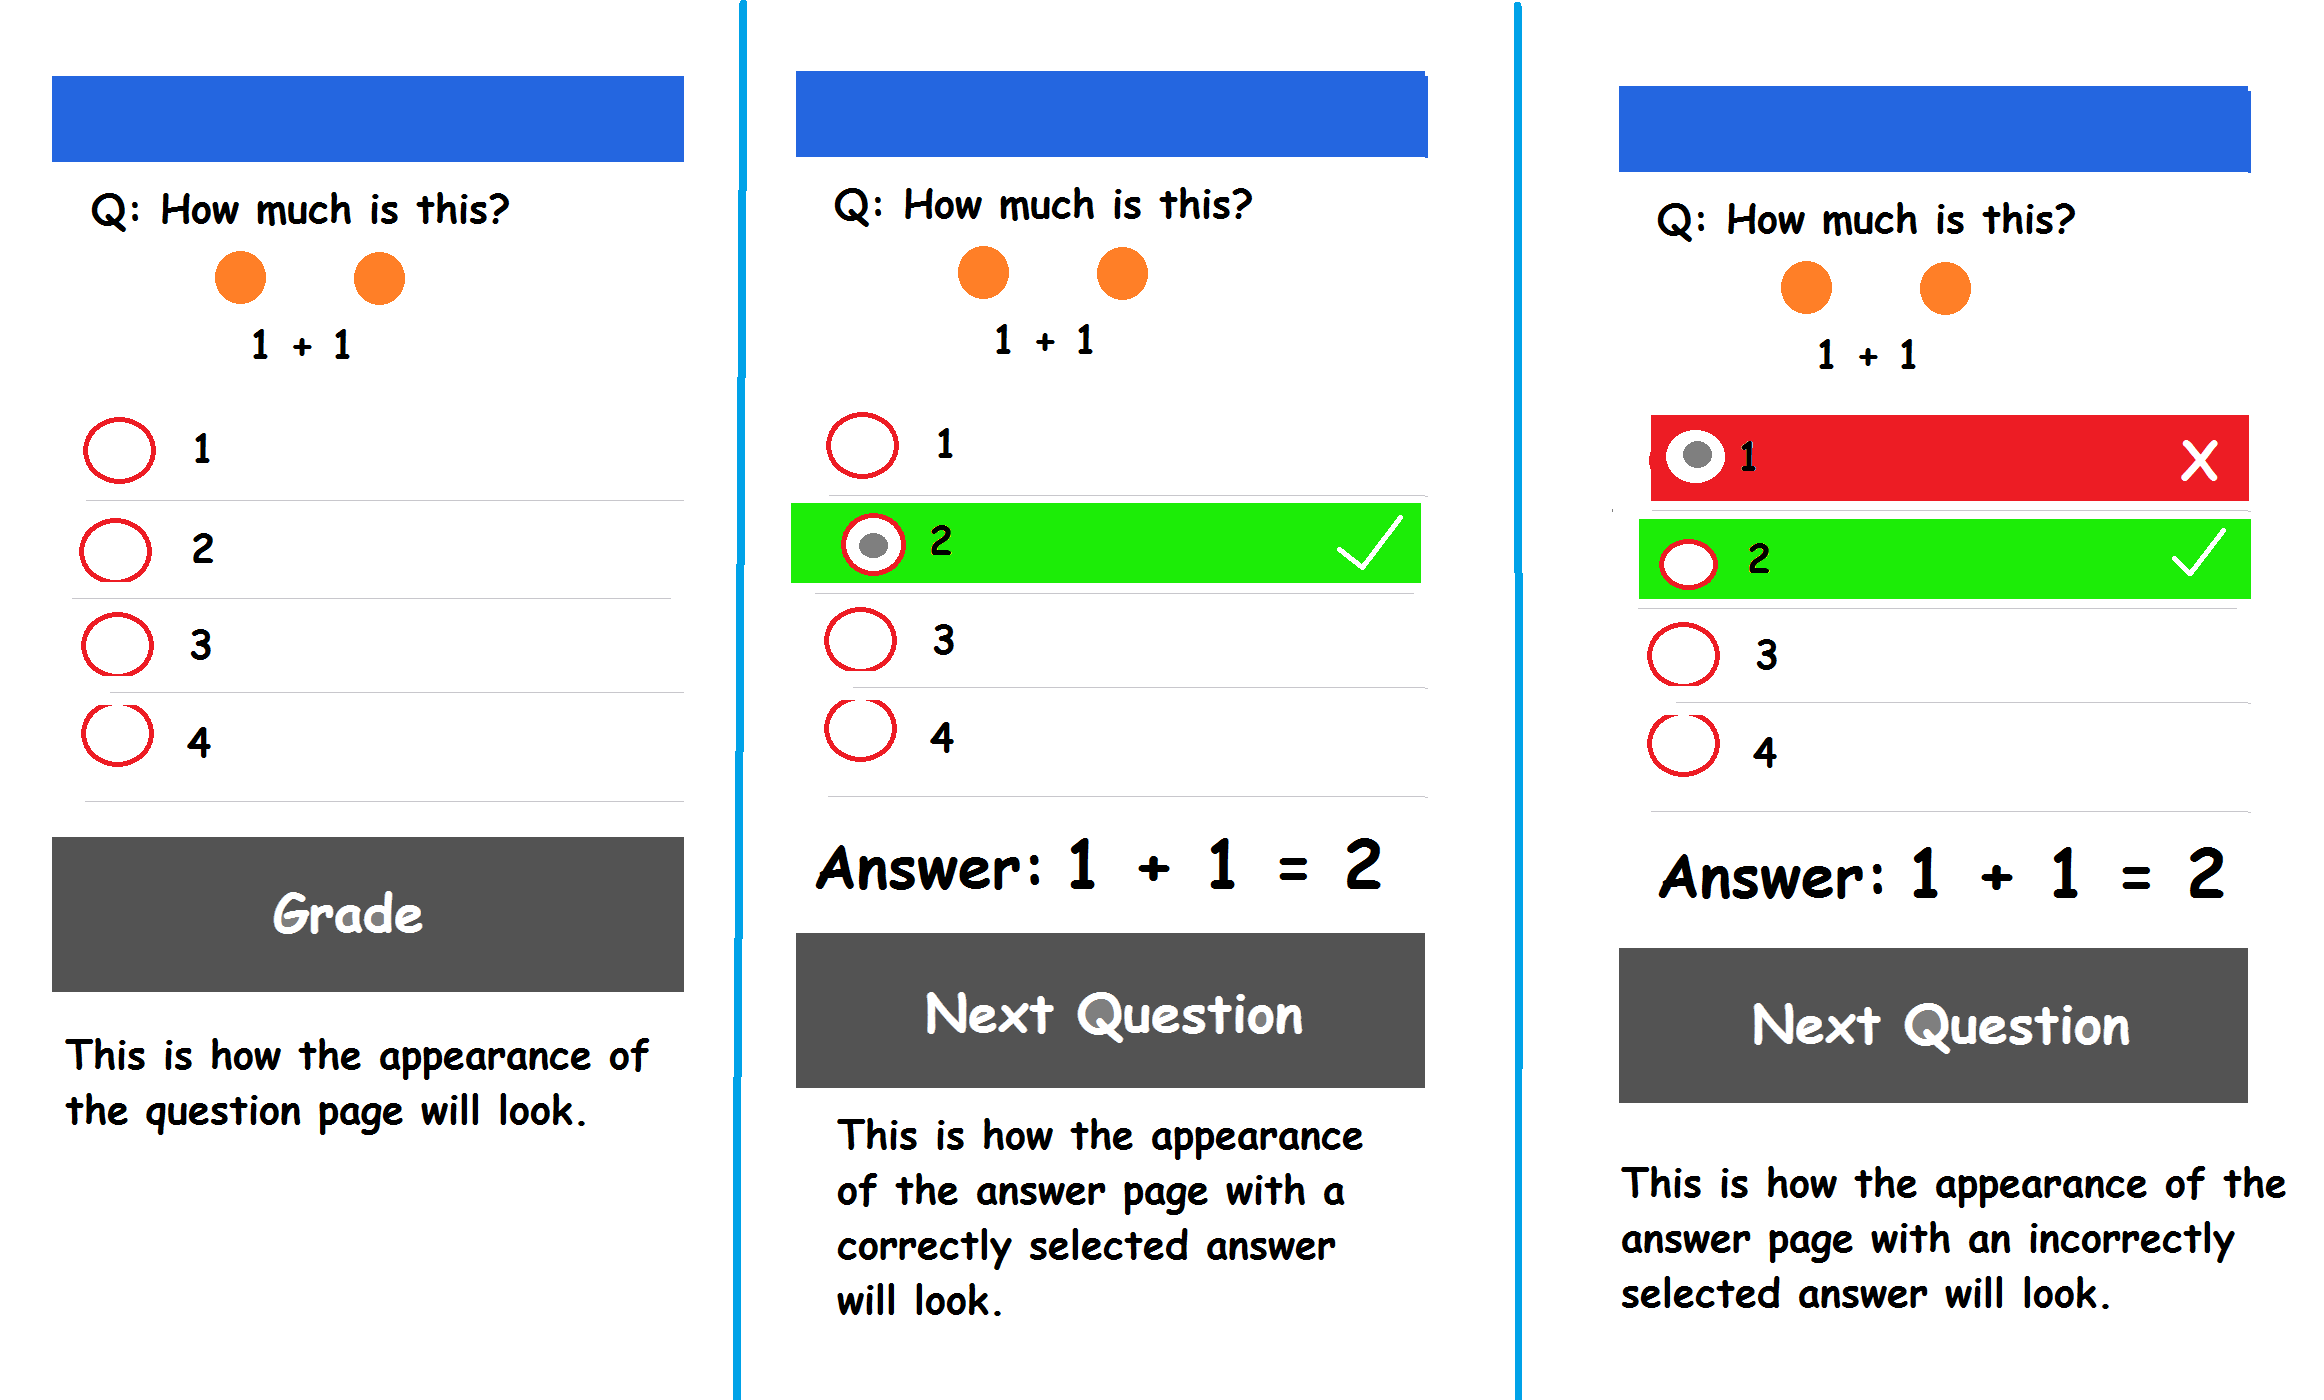 Q: How much is this?
1 + 1
1
2
3
4
Grade
This is how the appearance of
the question page will look.
Q: How much is this?
1 + 1
1
2
3
4
Answer: 1 + 1 = 2
Next Question
This is how the appearance
of the answer page with a
correctly selected answer
will look.
Q: How much is this?
1 + 1
1 X
2
3
4
Answer: 1 + 1 = 2
Next Question
This is how the appearance of the
answer page with an incorrectly
selected answer will look.